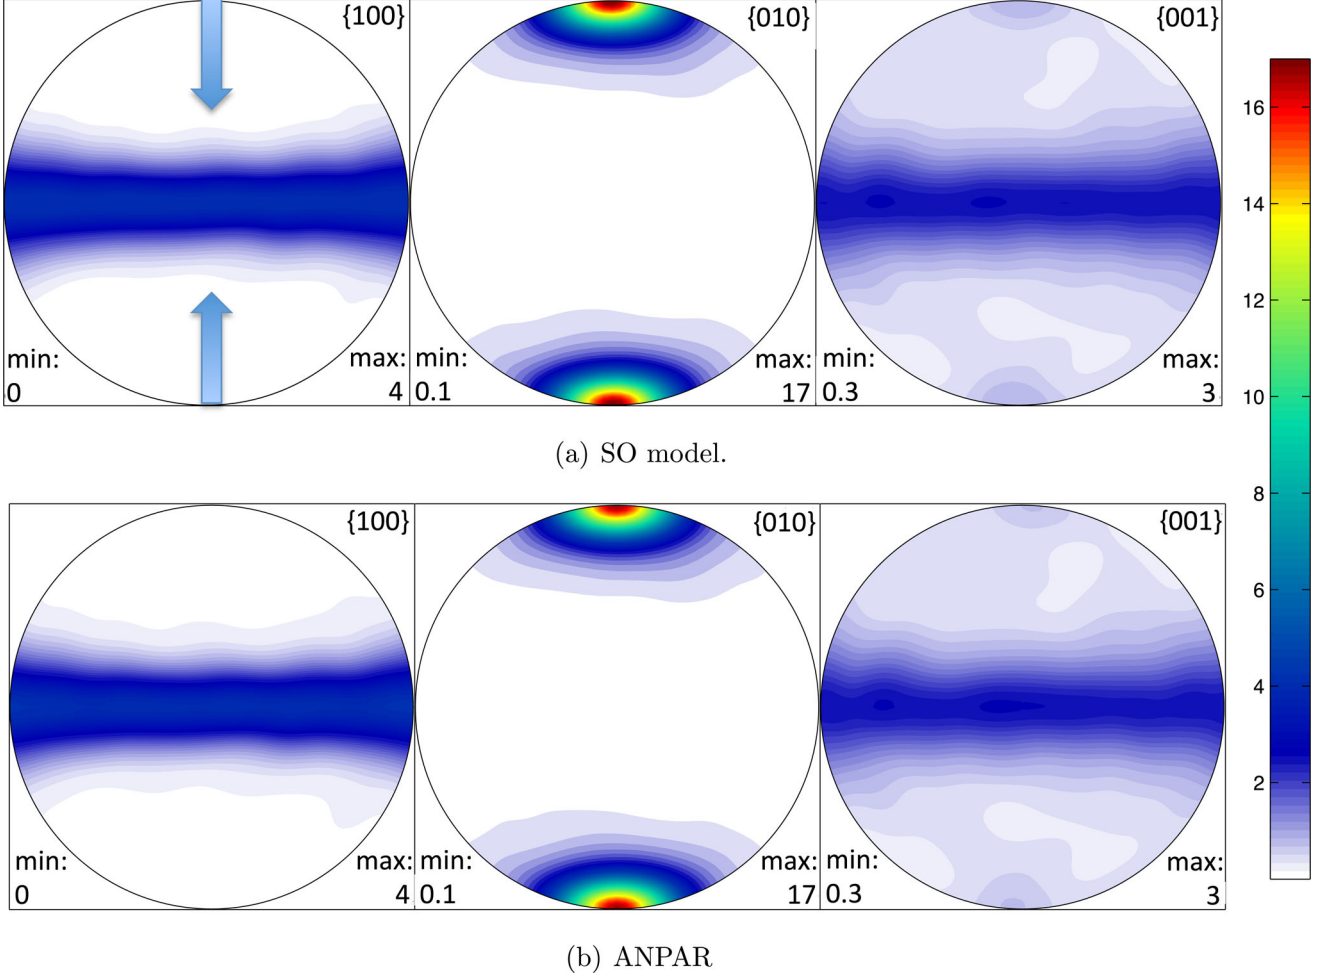 {100}
{010}
{001}
min:
0
max:
4
min:
0.1
max:
17
min:
0.3
max:
3
(a) SO model.
{100}
{010}
{001}
min:
0
max:
4
min:
0.1
max:
17
min:
0.3
max:
3
(b) ANPAR
16
14
12
10
8
6
4
2